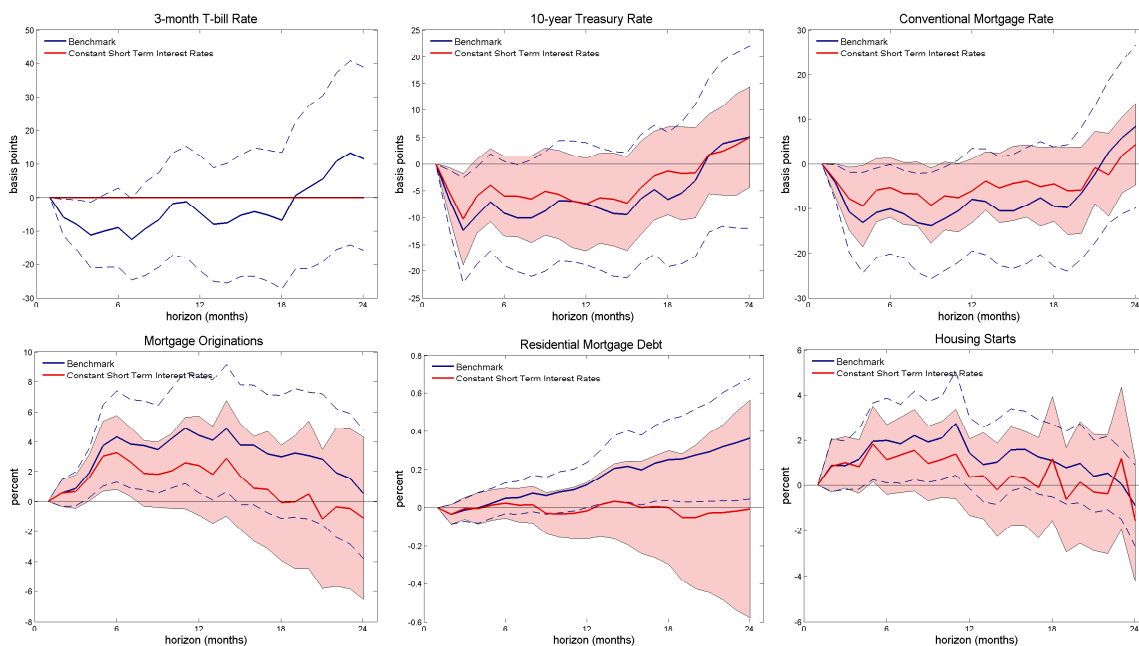 3-month T-bill Rate
Benchmark
Constant Short Term Interest Rates
basis points
50
40
30
20
10
0
-10
-20
-30
0
6
12
18
24
horizon (months)
10-year Treasury Rate
Benchmark
Constant Short Term Interest Rates
basis points
25
20
15
10
5
0
-5
-10
-15
-20
-25
0
6
12
18
24
horizon (months)
Conventional Mortgage Rate
Benchmark
Constant Short Term Interest Rates
basis points
30
20
10
0
-10
-20
-30
0
6
12
18
24
horizon (months)
Mortgage Originations
Benchmark
Constant Short Term Interest Rates
percent
10
8
6
4
2
0
-2
-4
-6
-8
0
6
12
18
24
horizon (months)
Residential Mortgage Debt
Benchmark
Constant Short Term Interest Rates
percent
0.8
0.6
0.4
0.2
0
-0.2
-0.4
-0.6
0
6
12
18
24
horizon (months)
Housing Starts
Benchmark
Constant Short Term Interest Rates
percent
6
4
2
0
-2
-4
-6
0
6
12
18
24
horizon (months)